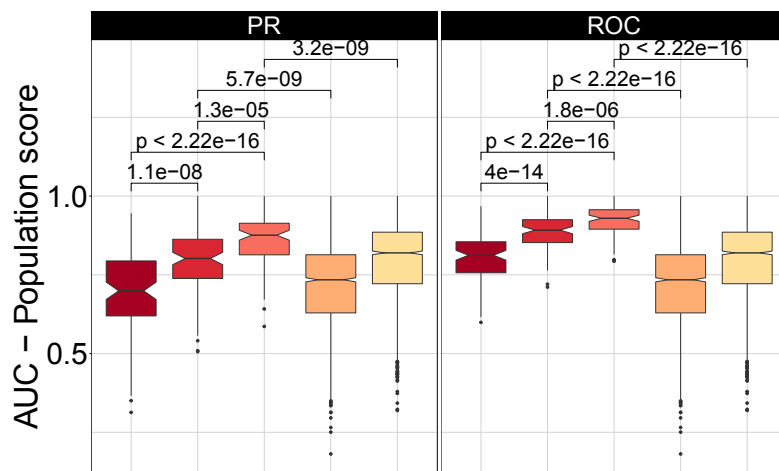 PR
ROC
3.2e−09
p < 2.22e−16
5.7e−09
p < 2.22e−16
1.3e−05
1.8e−06
p < 2.22e−16
p < 2.22e−16
1.1e−08
4e−14
AUC − Population score
1.0
0.5